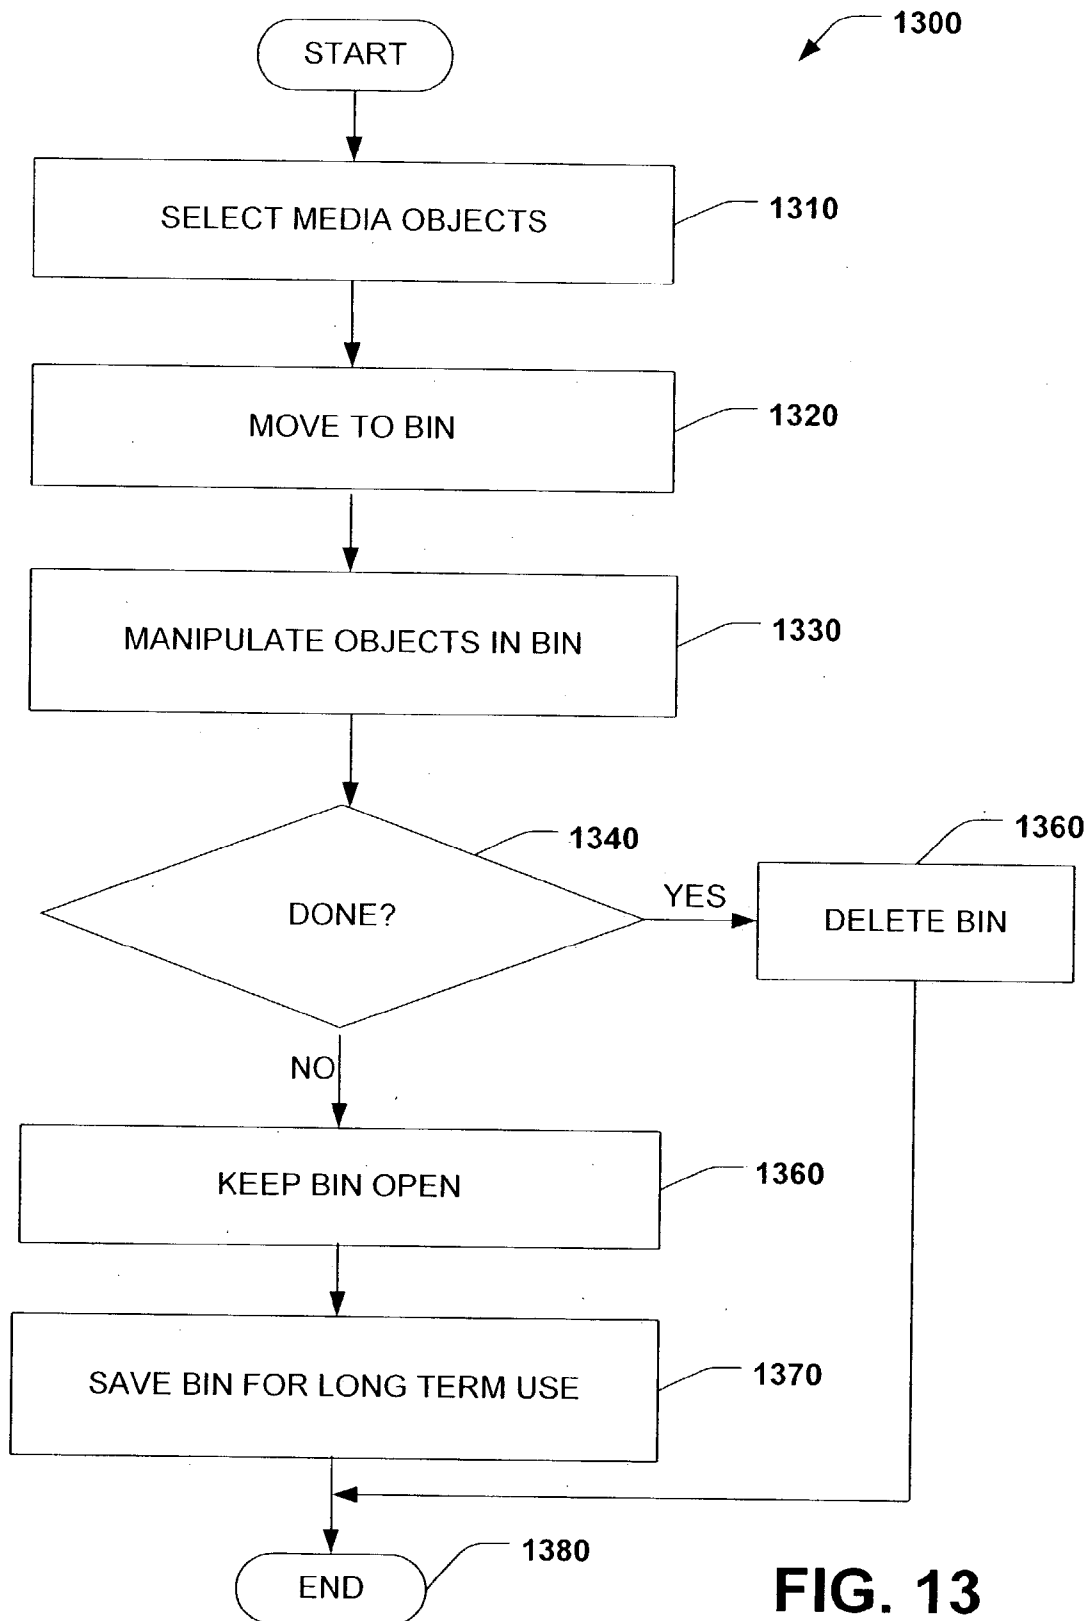 1300
START
SELECT MEDIA OBJECTS
1310
MOVE TO BIN
1320
MANIPULATE OBJECTS IN BIN
1330
1340
DONE?
YES
1360
DELETE BIN
NO
KEEP BIN OPEN
1360
SAVE BIN FOR LONG TERM USE
1370
END
1380
FIG. 13